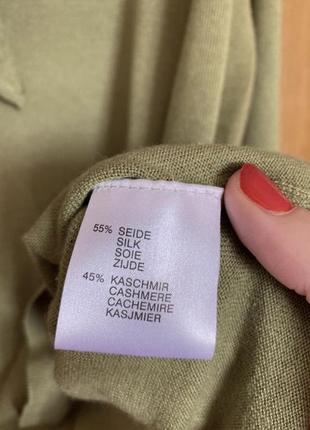 55% SEIDE
SILK
SOIE
ZIJDE
45% KASCHMIR
CASHMERE
CACHEMIRE
KASJMIER